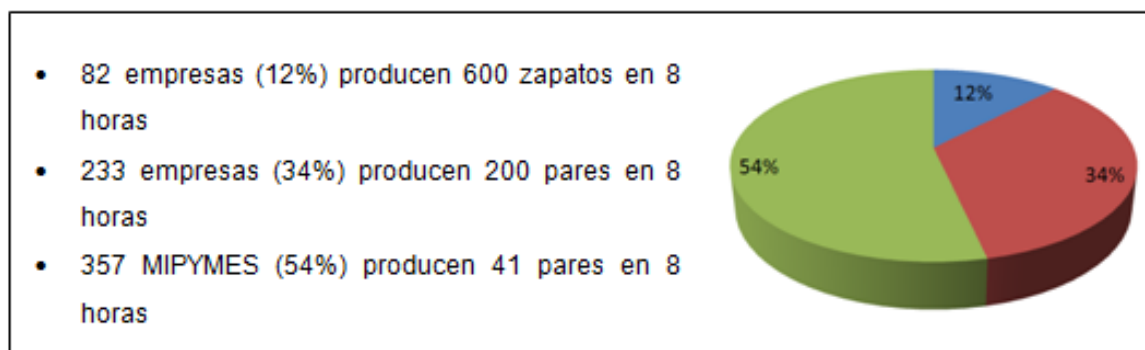 • 82 empresas (12%) producen 600 zapatos en 8
horas
• 233 empresas (34%) producen 200 pares en 8
horas
• 357 MIPYMES (54%) producen 41 pares en 8
horas
12%
34%
54%